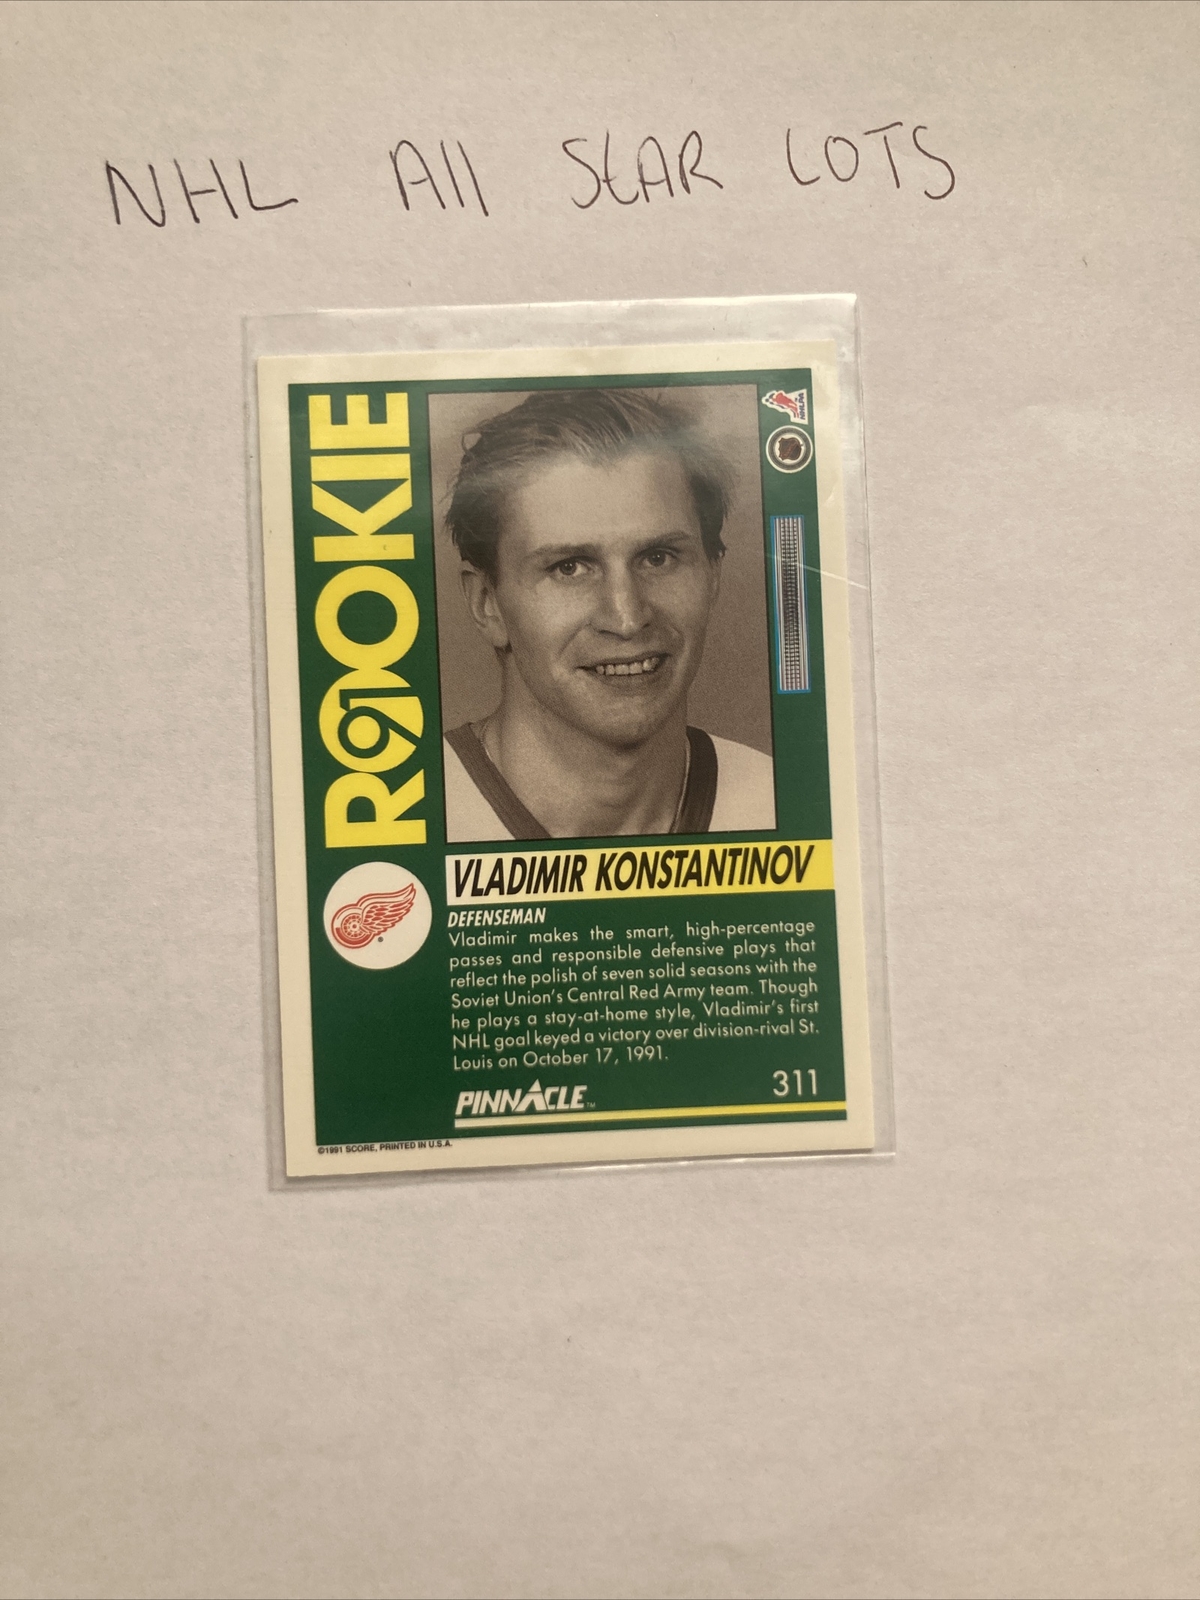 NHL All StAR LOTS
ROOKIE
91
NHLPA
VLADIMIR KONSTANTINOV
DEFENSEMAN
Vladimir makes the smart, high-percentage
passes and responsible defensive plays that
reflect the polish of seven solid seasons with the
Soviet Union's Central Red Army team. Though
he plays a stay-at-home style, Vladimir's first
NHL goal keyed a victory over division-rival St.
Louis on October 17, 1991.
PINNACLE™
311
©1991 SCORE, PRINTED IN U.S.A.